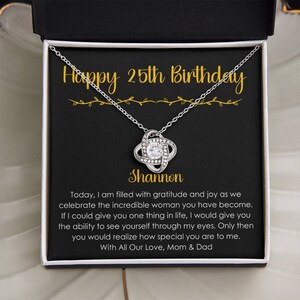 Happy 25th Birthday
Shannon
Today, I am filled with gratitude and joy as we
celebrate the incredible woman you have become.
If I could give you one thing in life, I would give you
the ability to see yourself through my eyes. Only then
you would realize how special you are to me.
With All Our Love, Mom & Dad